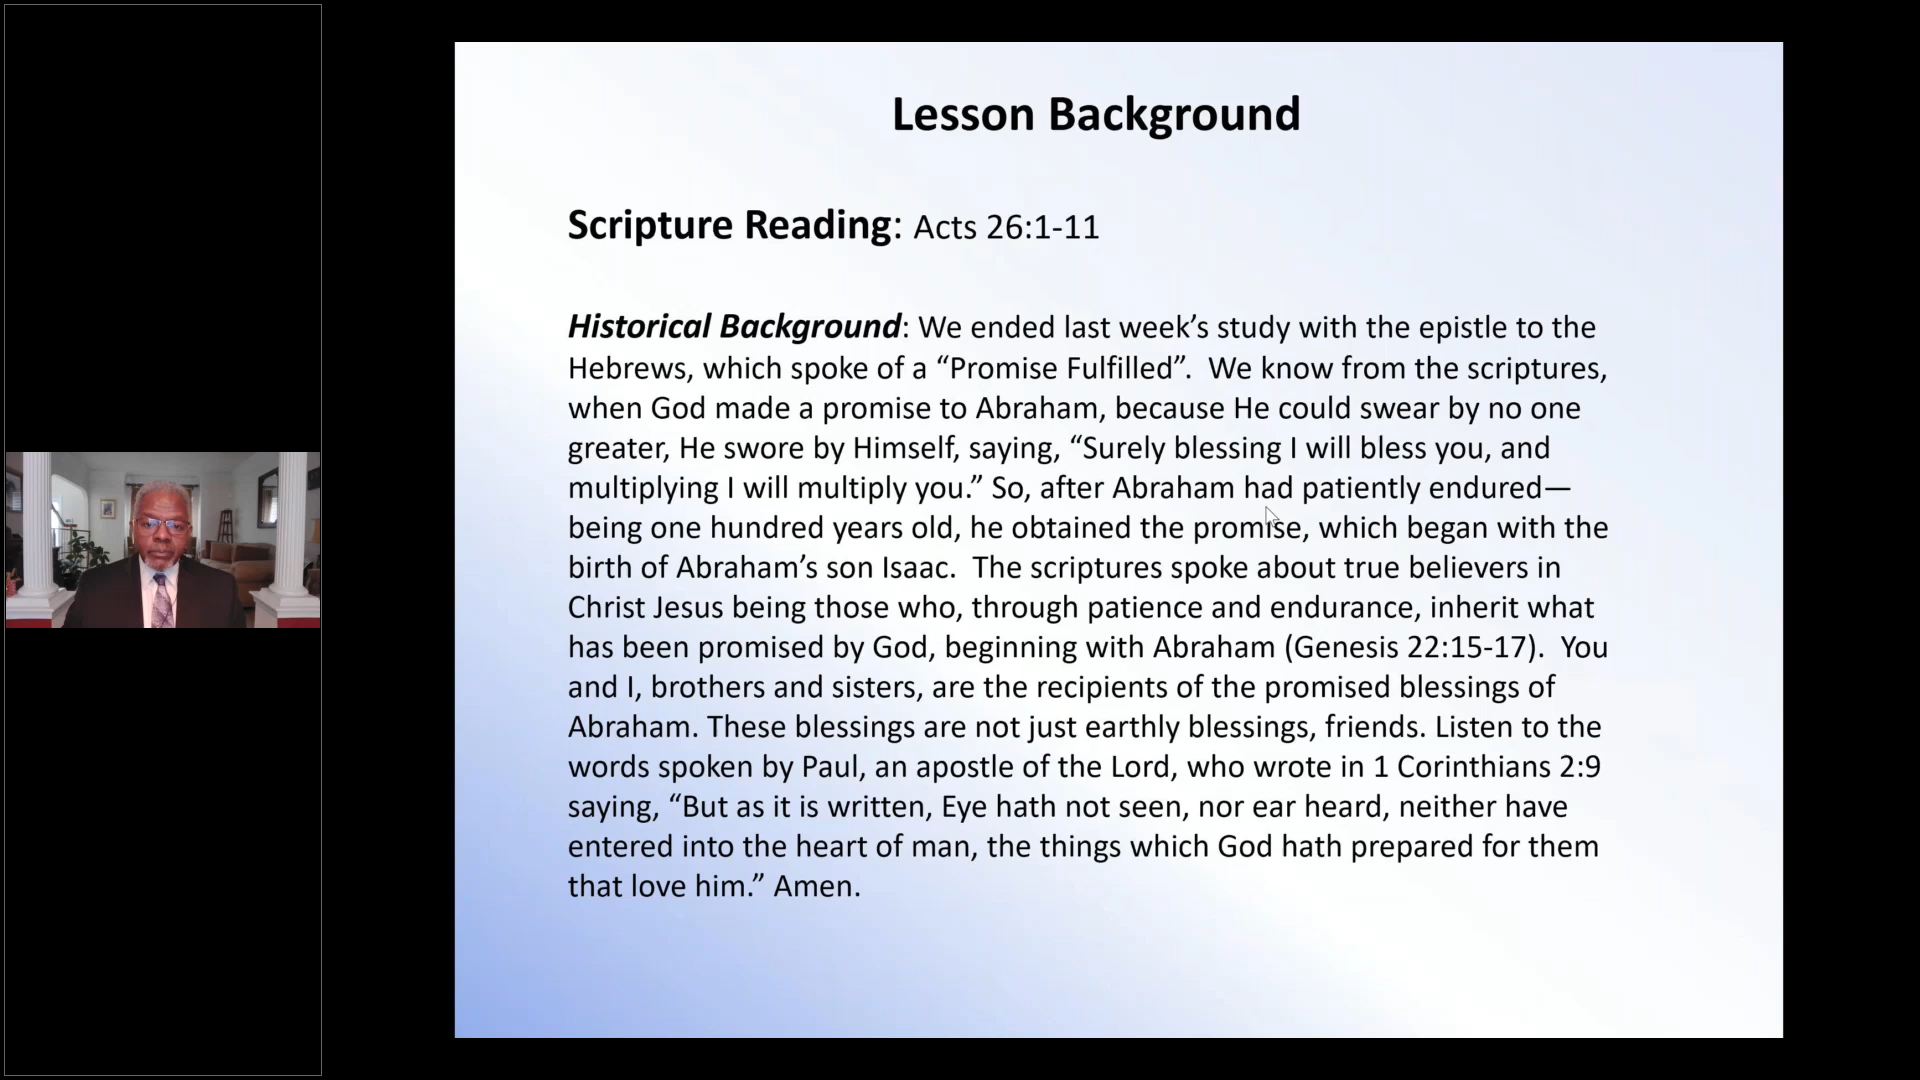 Lesson Background
Scripture Reading: Acts 26:1-11
Historical Background: We ended last week’s study with the epistle to the
Hebrews, which spoke of a “Promise Fulfilled”.  We know from the scriptures,
when God made a promise to Abraham, because He could swear by no one
greater, He swore by Himself, saying, “Surely blessing I will bless you, and
multiplying I will multiply you.” So, after Abraham had patiently endured—
being one hundred years old, he obtained the promise, which began with the
birth of Abraham’s son Isaac.  The scriptures spoke about true believers in
Christ Jesus being those who, through patience and endurance, inherit what
has been promised by God, beginning with Abraham (Genesis 22:15-17).  You
and I, brothers and sisters, are the recipients of the promised blessings of
Abraham. These blessings are not just earthly blessings, friends. Listen to the
words spoken by Paul, an apostle of the Lord, who wrote in 1 Corinthians 2:9
saying, “But as it is written, Eye hath not seen, nor ear heard, neither have
entered into the heart of man, the things which God hath prepared for them
that love him.” Amen.